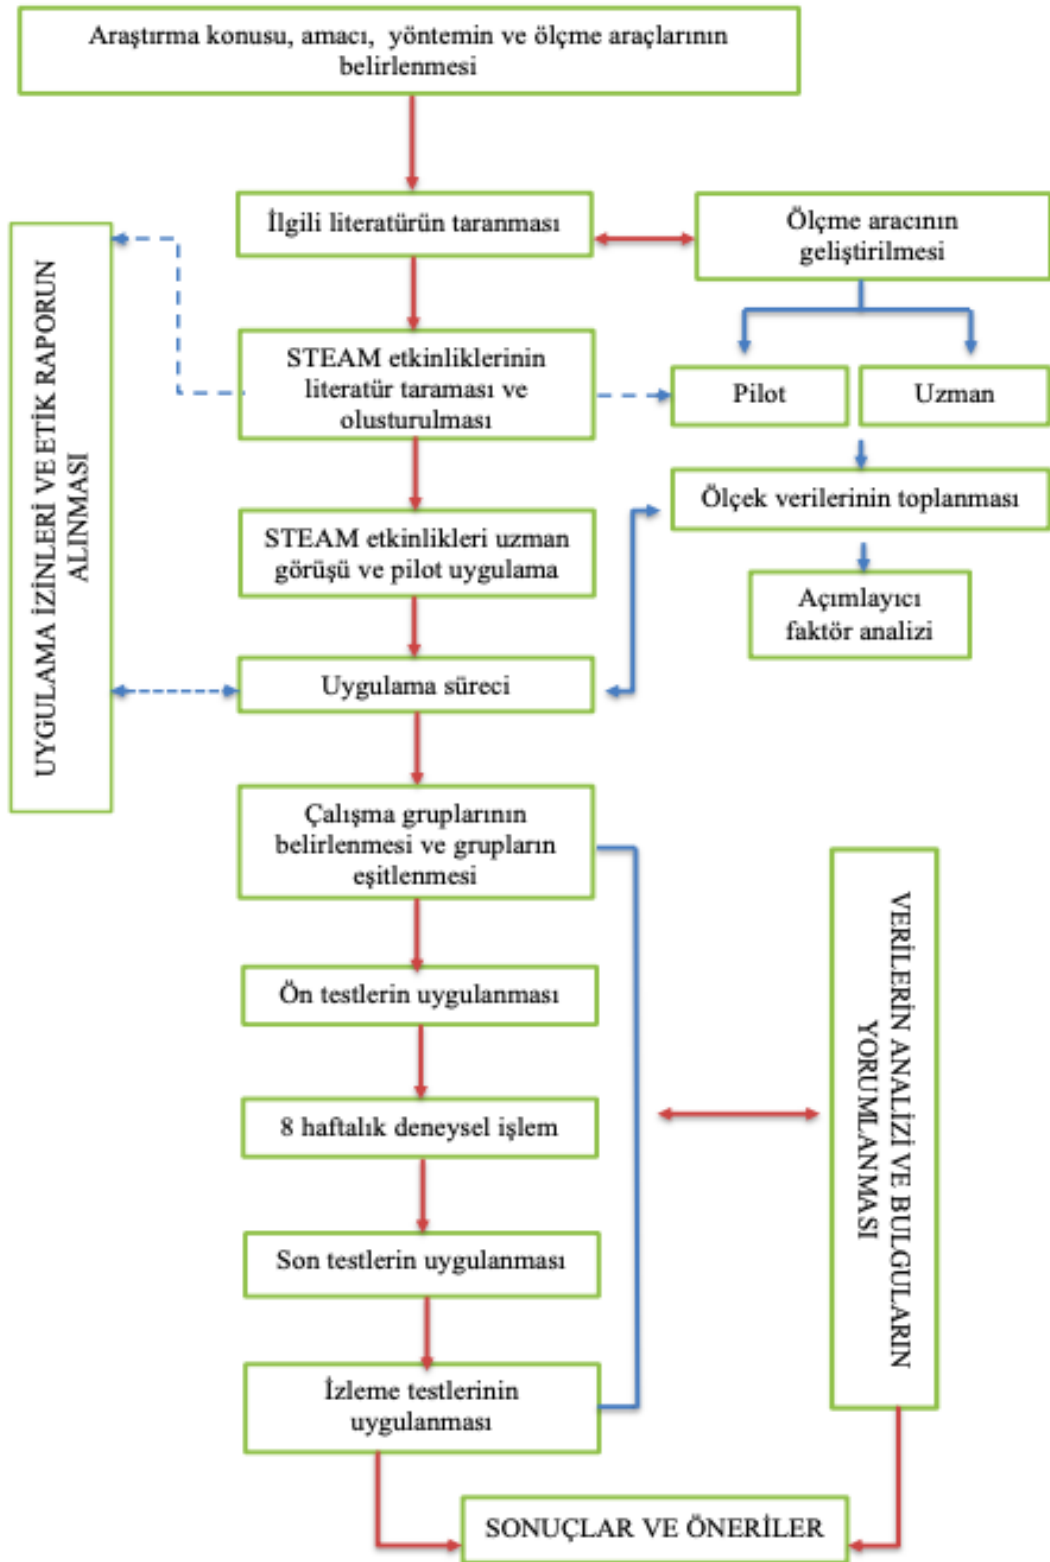 Araştırma konusu, amacı, yöntemin ve ölçme araçlarının
belirlenmesi
İlgili literatürün taranması
Ölçme aracının
geliştirilmesi
UYGULAMA İZİNLERİ VE ETİK RAPORUN
ALINMASI
STEAM etkinliklerinin
literatür taraması ve
olusturulması
Pilot
Uzman
Ölçek verilerinin toplanması
STEAM etkinlikleri uzman
görüşü ve pilot uygulama
Açımlayıcı
faktör analizi
Uygulama süreci
Çalışma gruplarının
belirlenmesi ve grupların
eşitlenmesi
VERİLERİN ANALİZİ VE BULGULARIN
YORUMLANMASI
Ön testlerin uygulanması
8 haftalık deneysel işlem
Son testlerin uygulanması
İzleme testlerinin
uygulanması
SONUÇLAR VE ÖNERİLER